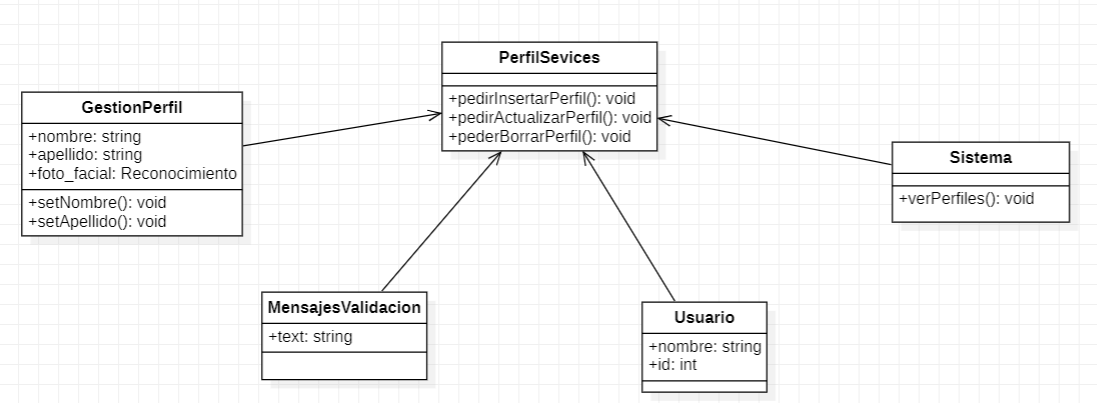 PerfilSevices
+pedirInsertarPerfil(): void
+pedirActualizarPerfil(): void
+pederBorrarPerfil(): void
GestionPerfil
+nombre: string
+apellido: string
+foto_facial: Reconocimiento
+setNombre(): void
+setApellido(): void
Sistema
+verPerfiles(): void
MensajesValidacion
+text: string
Usuario
+nombre: string
+id: int